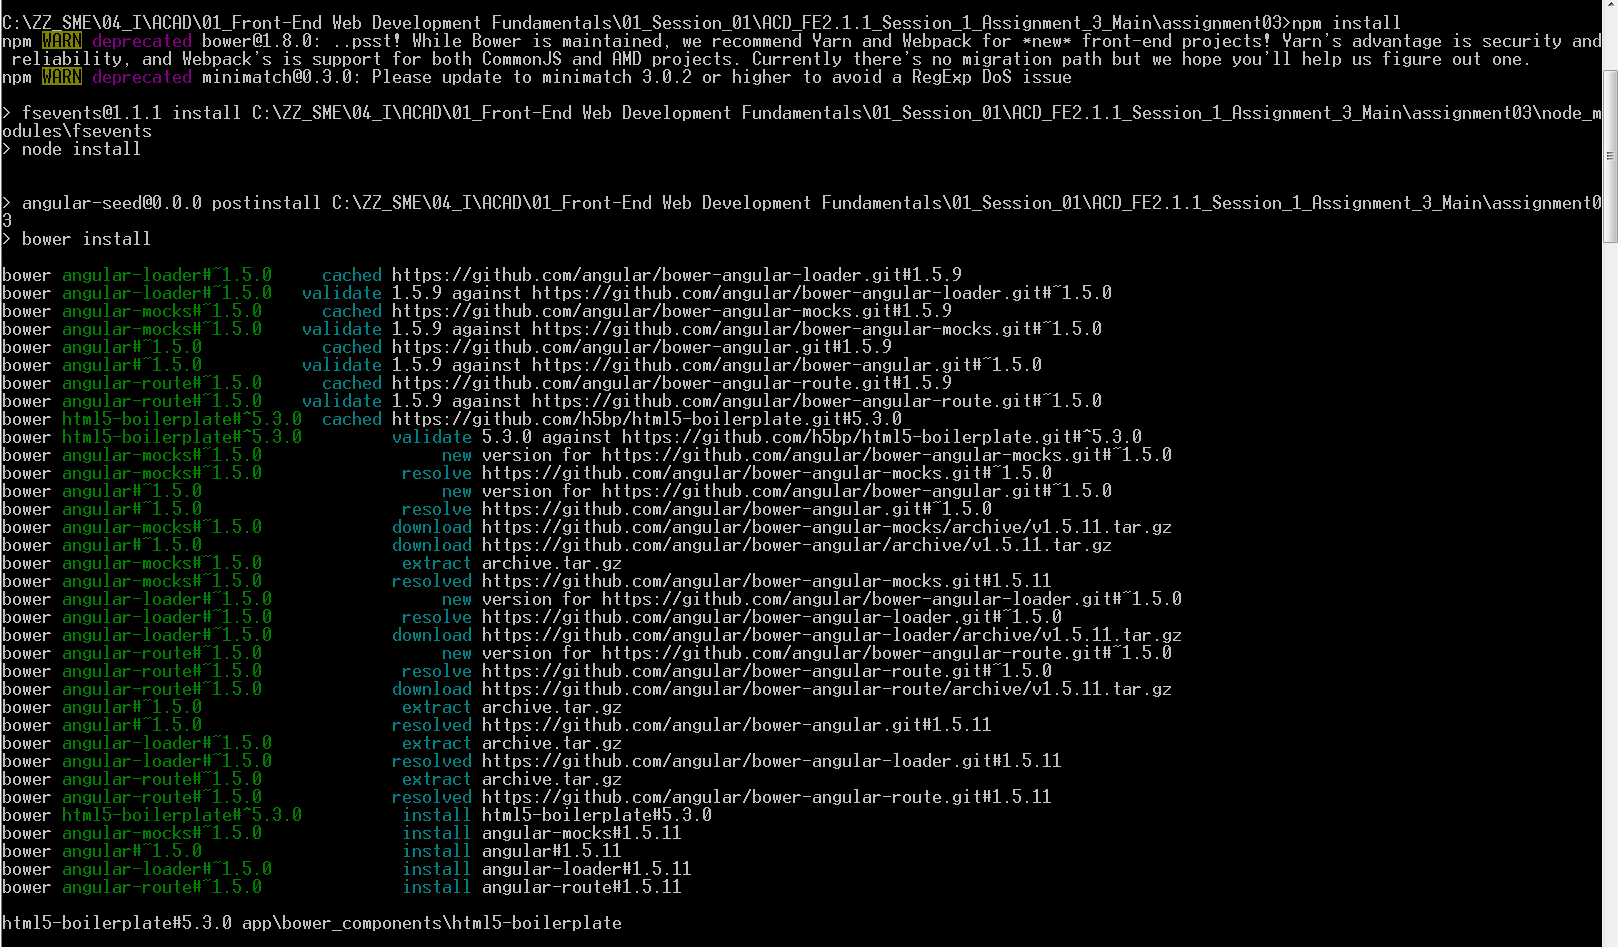 C:\ZZ_SME\04_I\ACAD\01_Front-End Web Development Fundamentals\01_Session_01\ACD_FE2.1.1_Session_1_Assignment_3_Main\assignment03>npm install
npm WARN deprecated bower@1.8.0: ..psst! While Bower is maintained, we recommend Yarn and Webpack for *new* front-end projects! Yarn's advantage is security and
 reliability, and Webpack's is support for both CommonJS and AMD projects. Currently there's no migration path but we hope you'll help us figure out one.
npm WARN deprecated minimatch@0.3.0: Please update to minimatch 3.0.2 or higher to avoid a RegExp DoS issue
> fsevents@1.1.1 install C:\ZZ_SME\04_I\ACAD\01_Front-End Web Development Fundamentals\01_Session_01\ACD_FE2.1.1_Session_1_Assignment_3_Main\assignment03\node_m
odules\fsevents
> node install
> angular-seed@0.0.0 postinstall C:\ZZ_SME\04_I\ACAD\01_Front-End Web Development Fundamentals\01_Session_01\ACD_FE2.1.1_Session_1_Assignment_3_Main\assignment0
3
> bower install
bower angular-loader#~1.5.0 cached https://github.com/angular/bower-angular-loader.git#1.5.9
bower angular-loader#~1.5.0 validate 1.5.9 against https://github.com/angular/bower-angular-loader.git#~1.5.0
bower angular-mocks#~1.5.0 cached https://github.com/angular/bower-angular-mocks.git#1.5.9
bower angular-mocks#~1.5.0 validate 1.5.9 against https://github.com/angular/bower-angular-mocks.git#~1.5.0
bower angular#~1.5.0 cached https://github.com/angular/bower-angular.git#1.5.9
bower angular#~1.5.0 validate 1.5.9 against https://github.com/angular/bower-angular.git#~1.5.0
bower angular-route#~1.5.0 cached https://github.com/angular/bower-angular-route.git#1.5.9
bower angular-route#~1.5.0 validate 1.5.9 against https://github.com/angular/bower-angular-route.git#~1.5.0
bower html5-boilerplate#^5.3.0 cached https://github.com/h5bp/html5-boilerplate.git#5.3.0
bower html5-boilerplate#^5.3.0 validate 5.3.0 against https://github.com/h5bp/html5-boilerplate.git#^5.3.0
bower angular-mocks#~1.5.0 new version for https://github.com/angular/bower-angular-mocks.git#~1.5.0
bower angular-mocks#~1.5.0 resolve https://github.com/angular/bower-angular-mocks.git#~1.5.0
bower angular#~1.5.0 new version for https://github.com/angular/bower-angular.git#~1.5.0
bower angular#~1.5.0 resolve https://github.com/angular/bower-angular.git#~1.5.0
bower angular-mocks#~1.5.0 download https://github.com/angular/bower-angular-mocks/archive/v1.5.11.tar.gz
bower angular#~1.5.0 download https://github.com/angular/bower-angular/archive/v1.5.11.tar.gz
bower angular-mocks#~1.5.0 extract archive.tar.gz
bower angular-mocks#~1.5.0 resolved https://github.com/angular/bower-angular-mocks.git#1.5.11
bower angular-loader#~1.5.0 new version for https://github.com/angular/bower-angular-loader.git#~1.5.0
bower angular-loader#~1.5.0 resolve https://github.com/angular/bower-angular-loader.git#~1.5.0
bower angular-loader#~1.5.0 download https://github.com/angular/bower-angular-loader/archive/v1.5.11.tar.gz
bower angular-route#~1.5.0 new version for https://github.com/angular/bower-angular-route.git#~1.5.0
bower angular-route#~1.5.0 resolve https://github.com/angular/bower-angular-route.git#~1.5.0
bower angular-route#~1.5.0 download https://github.com/angular/bower-angular-route/archive/v1.5.11.tar.gz
bower angular#~1.5.0 extract archive.tar.gz
bower angular#~1.5.0 resolved https://github.com/angular/bower-angular.git#1.5.11
bower angular-loader#~1.5.0 extract archive.tar.gz
bower angular-loader#~1.5.0 resolved https://github.com/angular/bower-angular-loader.git#1.5.11
bower angular-route#~1.5.0 extract archive.tar.gz
bower angular-route#~1.5.0 resolved https://github.com/angular/bower-angular-route.git#1.5.11
bower html5-boilerplate#^5.3.0 install html5-boilerplate#5.3.0
bower angular-mocks#~1.5.0 install angular-mocks#1.5.11
bower angular#~1.5.0 install angular#1.5.11
bower angular-loader#~1.5.0 install angular-loader#1.5.11
bower angular-route#~1.5.0 install angular-route#1.5.11
html5-boilerplate#5.3.0 app\bower_components\html5-boilerplate